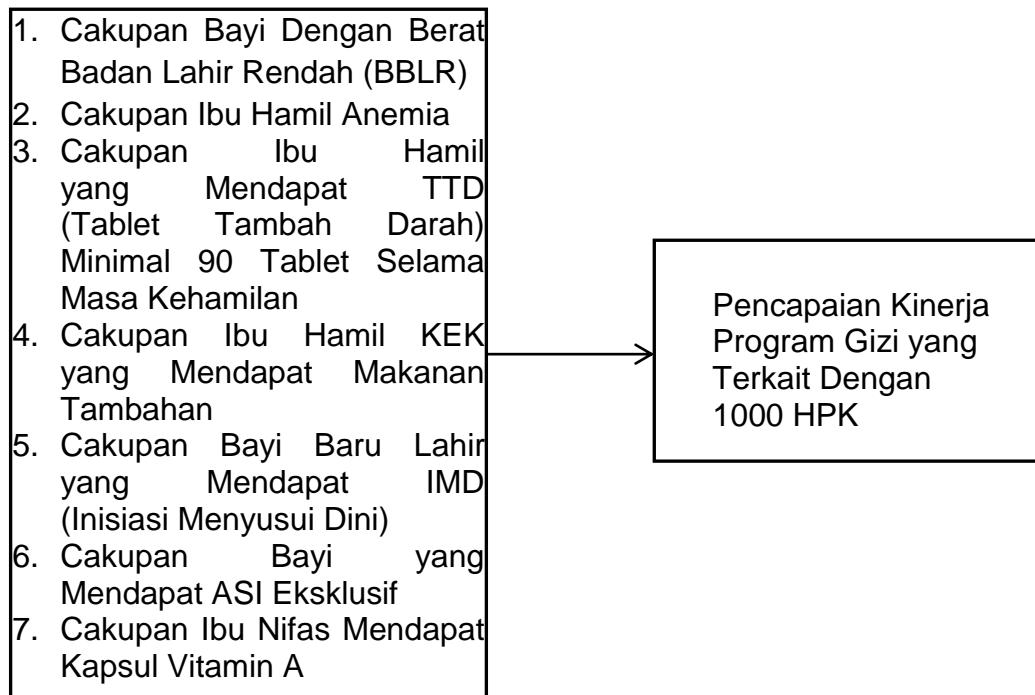 1. Cakupan Bayi Dengan Berat
Badan Lahir Rendah (BBLR)
2. Cakupan Ibu Hamil Anemia
3. Cakupan Ibu Hamil
yang Mendapat TTD
(Tablet Tambah Darah)
Minimal 90 Tablet Selama
Masa Kehamilan
4. Cakupan Ibu Hamil KEK
yang Mendapat Makanan
Tambahan
5. Cakupan Bayi Baru Lahir
yang Mendapat IMD
(Inisiasi Menyusui Dini)
6. Cakupan Bayi yang
Mendapat ASI Eksklusif
7. Cakupan Ibu Nifas Mendapat
Kapsul Vitamin A
Pencapaian Kinerja
Program Gizi yang
Terkait Dengan
1000 HPK